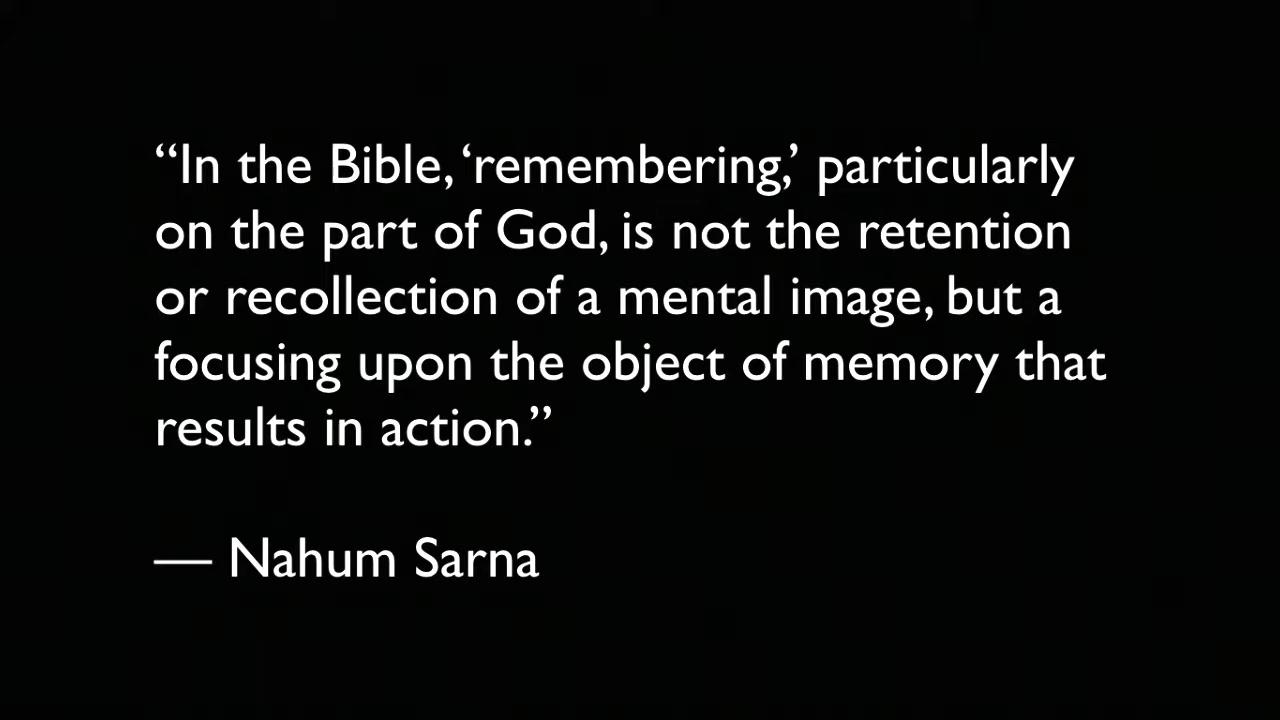 “In the Bible, ‘remembering,’ particularly
on the part of God, is not the retention
or recollection of a mental image, but a
focusing upon the object of memory that
results in action.”
— Nahum Sarna